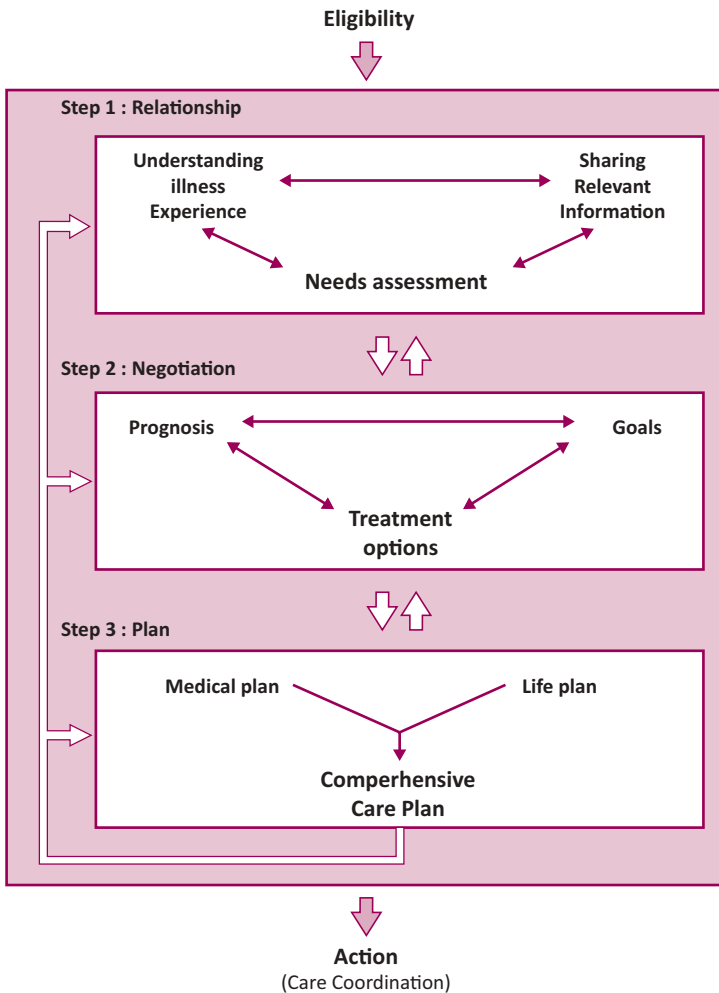 Eligibility
Step 1 : Relationship
Understanding
illness
Experience
Sharing
Relevant
Information
Needs assessment
Step 2 : Negotiation
Prognosis
Goals
Treatment
options
Step 3 : Plan
Medical plan
Life plan
Comperhensive
Care Plan
Action
(Care Coordination)